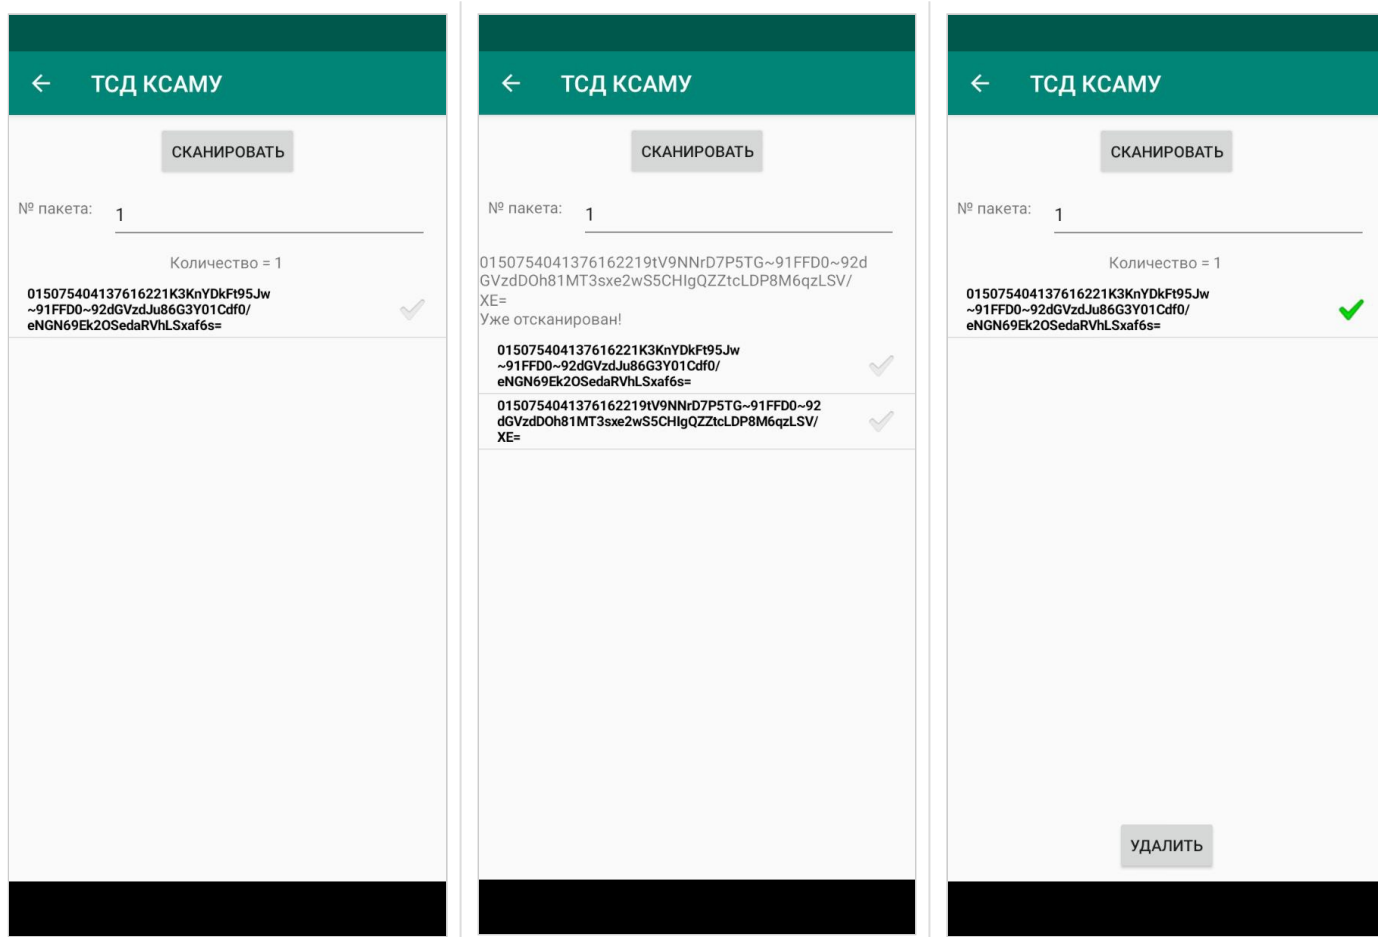 ТСД КСАМУ
СКАНИРОВАТЬ
№ пакета:
1
Количество = 1
015075404137616221K3KnYDkFt95Jw
~91FFD0~92dGVzdJu86G3Y01Cdf0/
eNGN69Ek2OSedaRVhLSxaf6s=
ТСД КСАМУ
СКАНИРОВАТЬ
№ пакета:
1
0150754041376162219tV9NNrD7P5TG~91FFD0~92d
GVzdDOh81MT3sxe2wS5CHIgQZZtcLDP8M6qzLSV/
XE=
Уже отсканирован!
015075404137616221K3KnYDkFt95Jw
~91FFD0~92dGVzdJu86G3Y01Cdf0/
eNGN69Ek2OSedaRVhLSxaf6s=
0150754041376162219tV9NNrD7P5TG~91FFD0~92
dGVzdDOh81MT3sxe2wS5CHIgQZZtcLDP8M6qzLSV/
XE=
ТСД КСАМУ
СКАНИРОВАТЬ
№ пакета:
1
Количество = 1
015075404137616221K3KnYDkFt95Jw
~91FFD0~92dGVzdJu86G3Y01Cdf0/
eNGN69Ek2OSedaRVhLSxaf6s=
УДАЛИТЬ